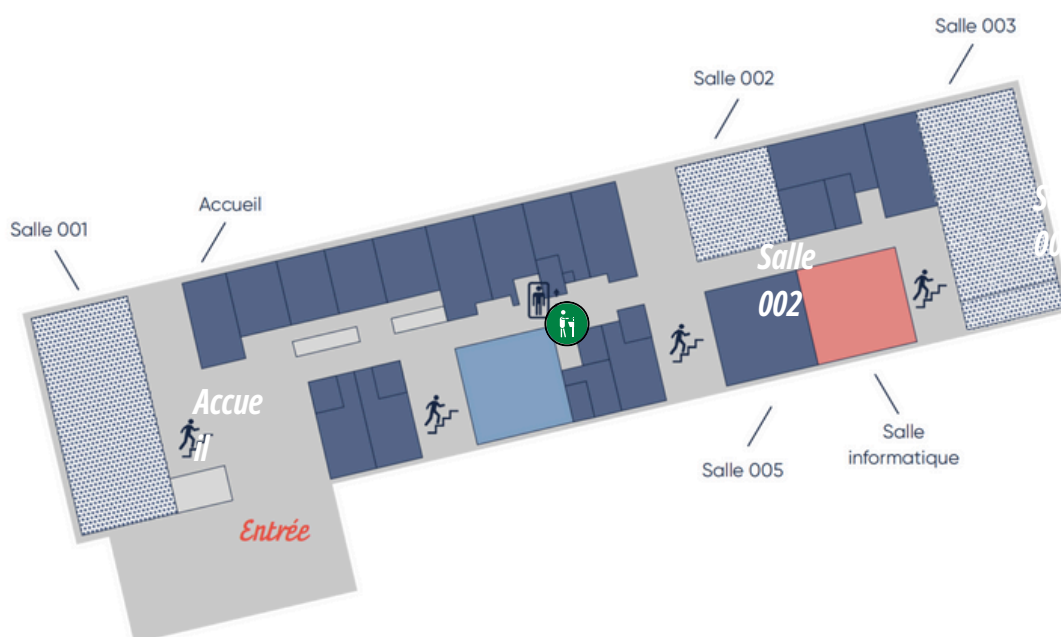 Salle 003
Salle 002
Accueil
Salle 001
Salle
002
Accue
il
Entrée
Salle 005
Salle
informatique